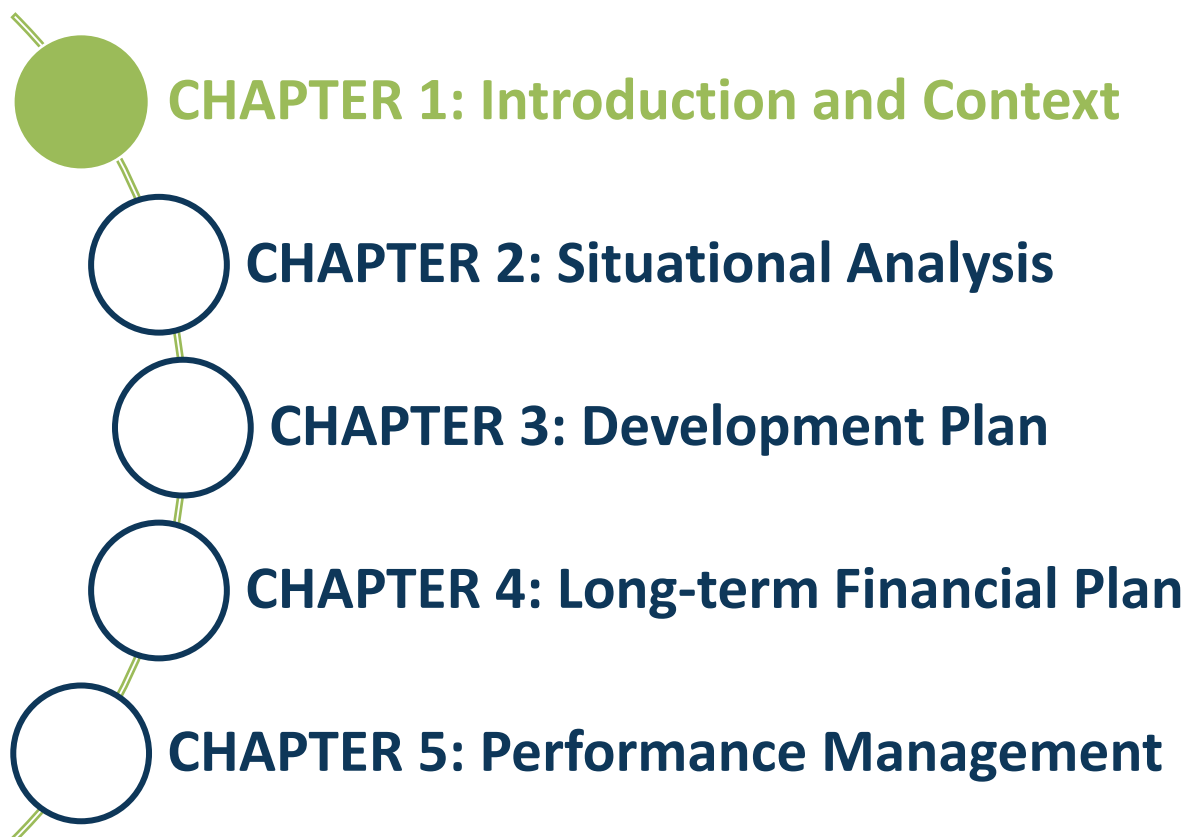 CHAPTER 1: Introduction and Context
CHAPTER 2: Situational Analysis
CHAPTER 3: Development Plan
CHAPTER 4: Long-term Financial Plan
CHAPTER 5: Performance Management